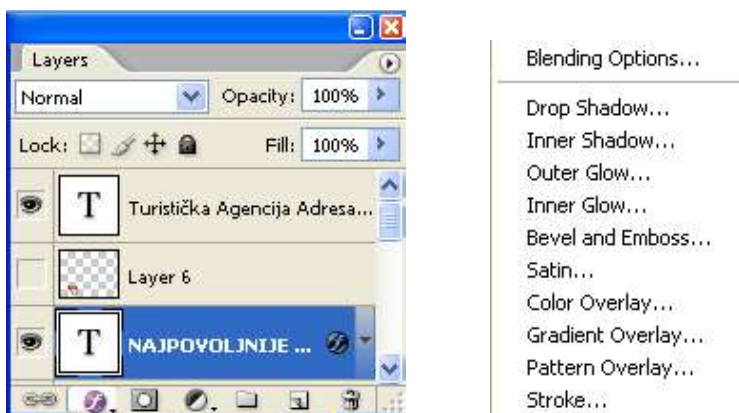 Layers
Normal Opacity: 100%
Lock: Fill: 100%
T Turistička Agencija Adresa...
Layer 6
T NAJPOVOLJNIJE ...
Blending Options...
Drop Shadow...
Inner Shadow...
Outer Glow...
Inner Glow...
Bevel and Emboss...
Satin...
Color Overlay...
Gradient Overlay...
Pattern Overlay...
Stroke...